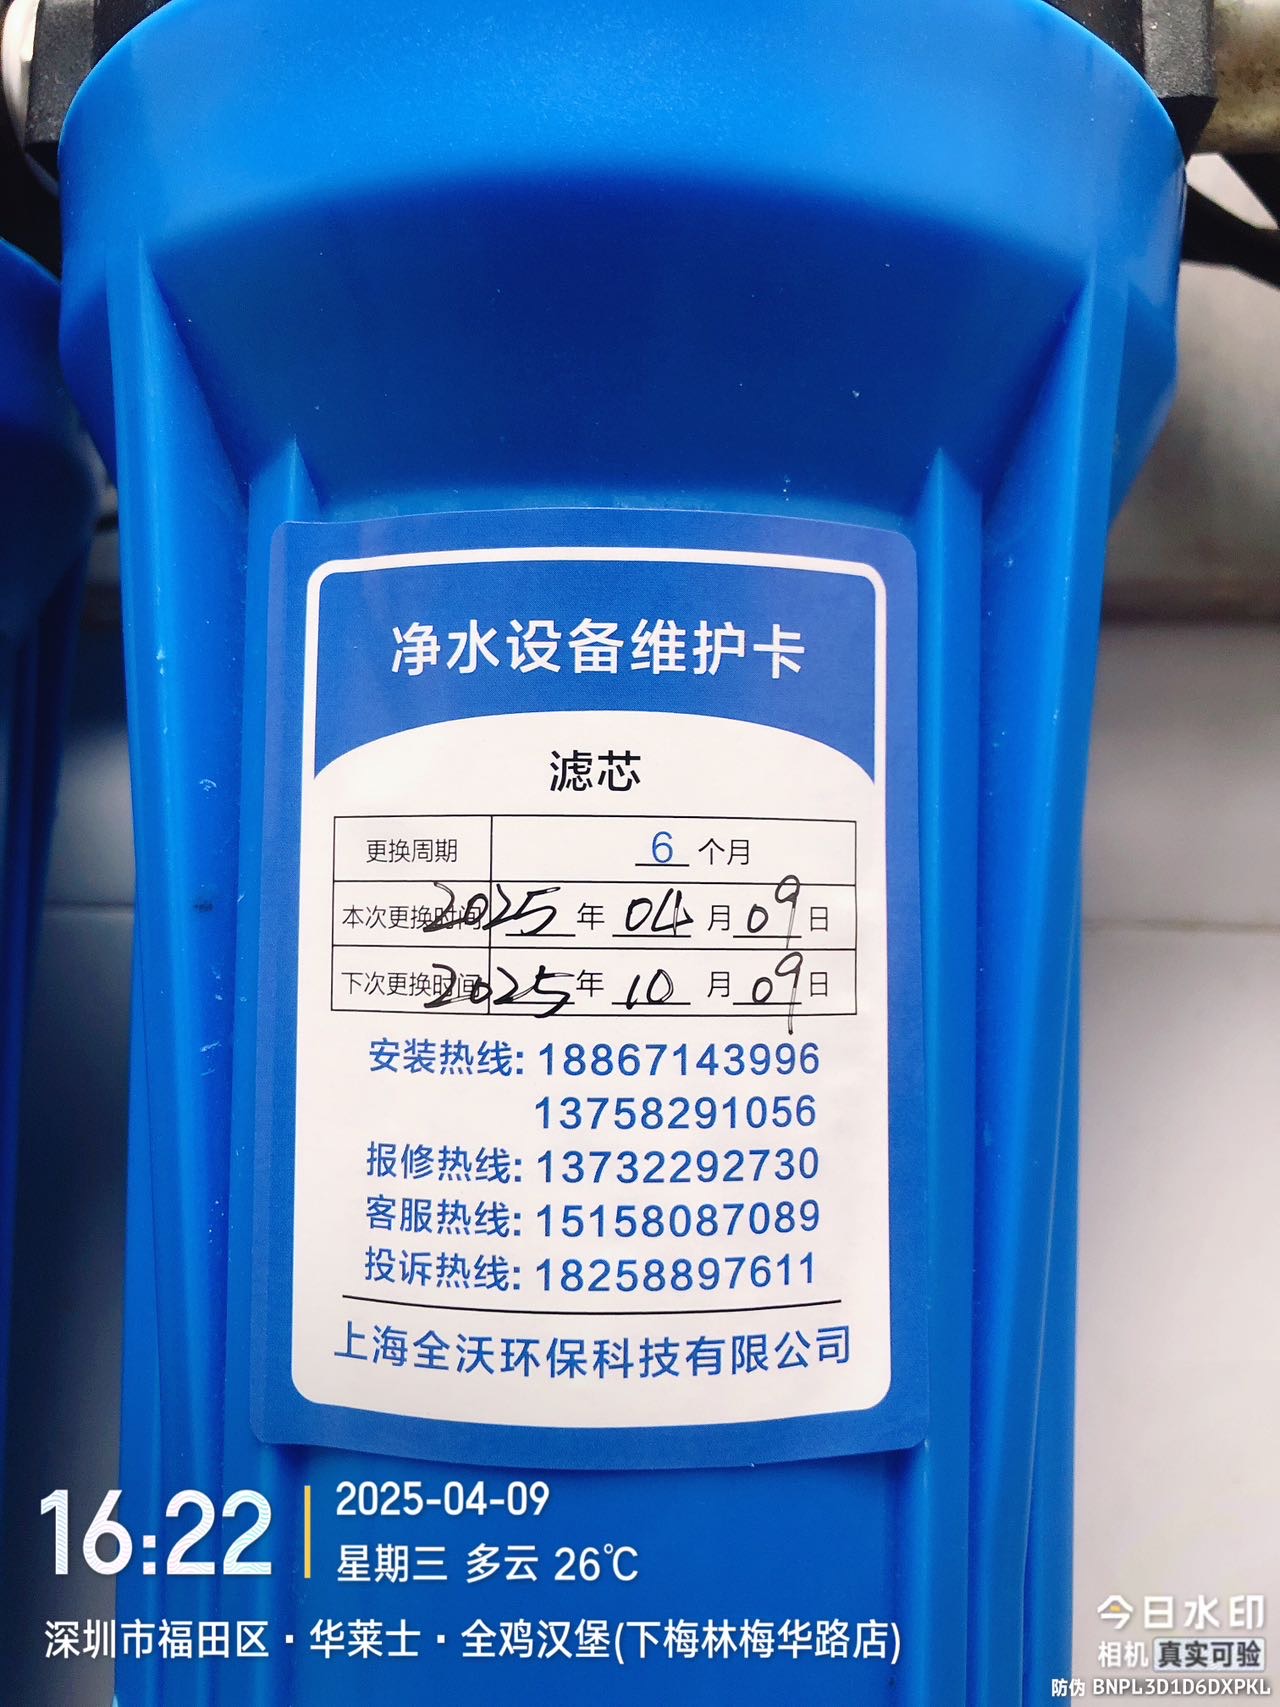 净水设备维护卡
滤芯
更换周期 6 个月
本次更换时间 2025 年 04 月 09 日
下次更换时间 2025 年 10 月 09 日
安装热线: 18867143996
13758291056
报修热线: 13732292730
客服热线: 15158087089
投诉热线: 18258897611
上海全沃环保科技有限公司
16:22
2025-04-09
星期三 多云 26℃
深圳市福田区·华莱士·全鸡汉堡(下梅林梅华路店)
今日水印
相机 真实可验
防伪 BNPL3D1D6DXPKL